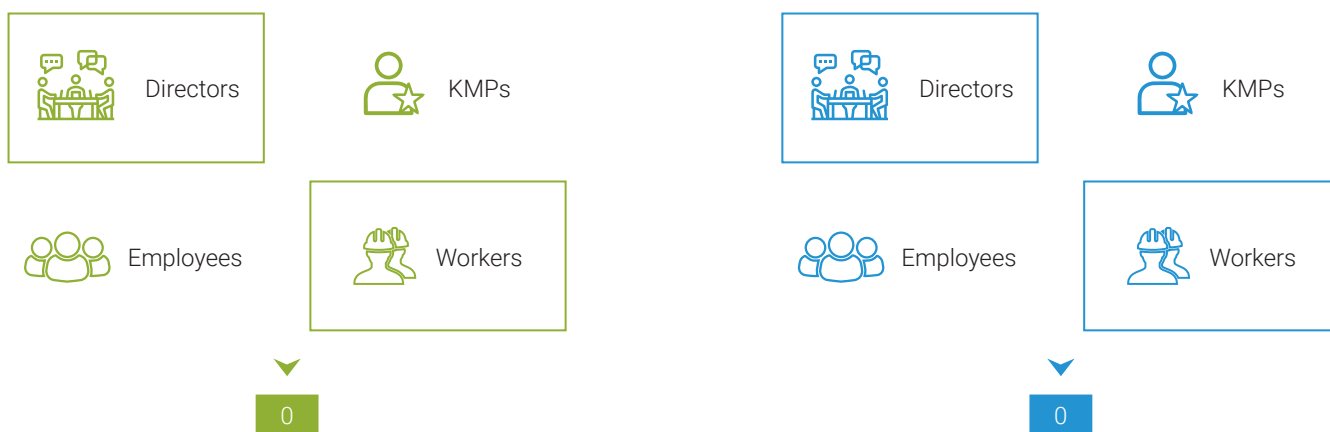 Directors
KMPs
Employees
Workers
0
Directors
KMPs
Employees
Workers
0